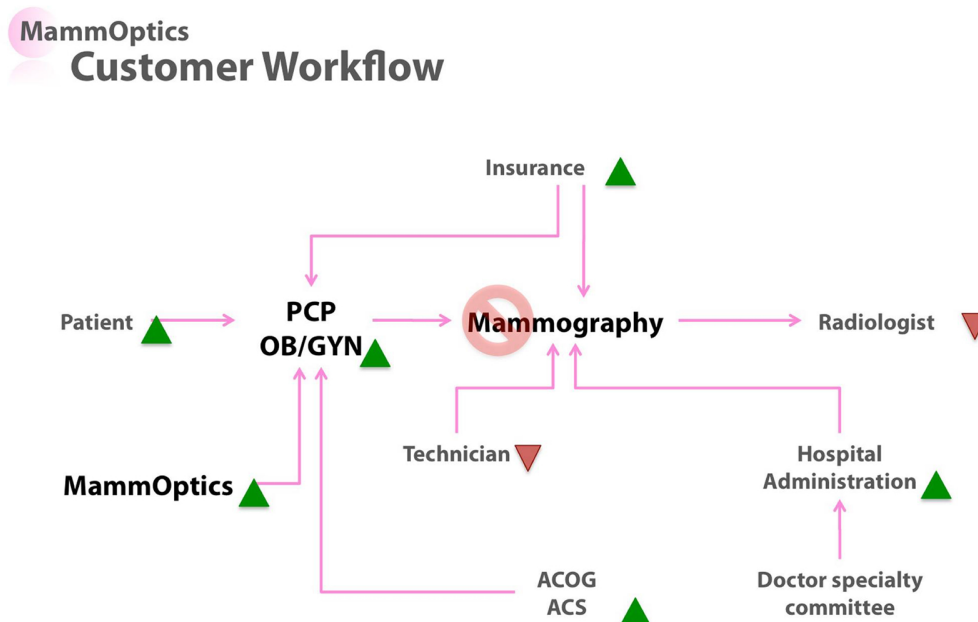 MammOptics
Customer Workflow
Insurance
Patient
PCP
OB/GYN
Mammography
Radiologist
Technician
Hospital
Administration
MammOptics
ACOG
ACS
Doctor specialty
committee